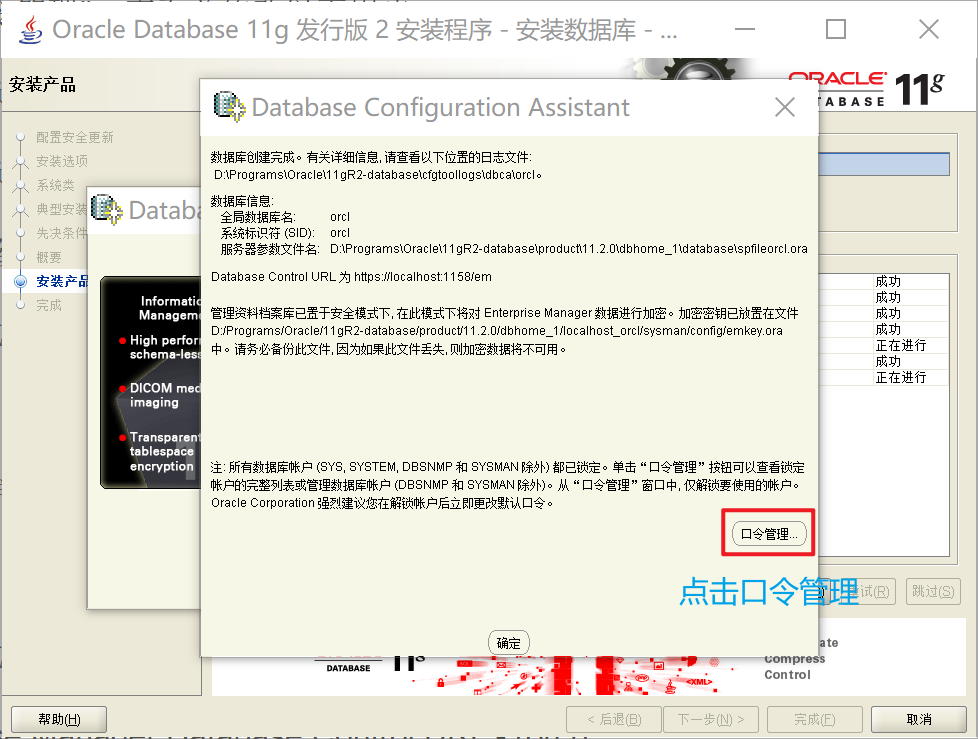 Oracle Database 11g 发行版 2 安装程序 - 安装数据库 - ...
安装产品
ORACLE
DATABASE 11g
配置安全更新
安装选项
系统类
典型安装
先决条件
概要
安装产品
完成
Databa
Informatio
Manageme
High perfor
schema-les
DICOM med
imaging
Transparent
tablespace
encryption
Database Configuration Assistant
数据库创建完成。有关详细信息, 请查看以下位置的日志文件:
D:\Programs\Oracle\11gR2-database\cfgtoollogs\dbca\orcl。
数据库信息:
全局数据库名: orcl
系统标识符 (SID): orcl
服务器参数文件名: D:\Programs\Oracle\11gR2-database\product\11.2.0\dbhome_1\database\spfileorcl.ora
Database Control URL 为 https://localhost:1158/em
管理资料档案库已置于安全模式下, 在此模式下将对 Enterprise Manager 数据进行加密。加密密钥已放置在文件
D:/Programs/Oracle/11gR2-database/product/11.2.0/dbhome_1/localhost_orcl/sysman/config/emkey.ora
中。请务必备份此文件, 因为如果此文件丢失, 则加密数据将不可用。
注: 所有数据库帐户 (SYS, SYSTEM, DBSNMP 和 SYSMAN 除外) 都已锁定。单击“口令管理”按钮可以查看锁定
帐户的完整列表或管理数据库帐户 (DBSNMP 和 SYSMAN 除外)。从“口令管理”窗口中, 仅解锁要使用的帐户。
Oracle Corporation 强烈建议您在解锁帐户后立即更改默认口令。
口令管理...
点击口令管理
确定
成功
成功
成功
成功
正在进行
成功
正在进行
试(R)
跳过(S)
DATABASE 11g
ate
Compress
Control
<XML>
帮助(H)
< 后退(B)
下一步(N) >
完成(F)
取消